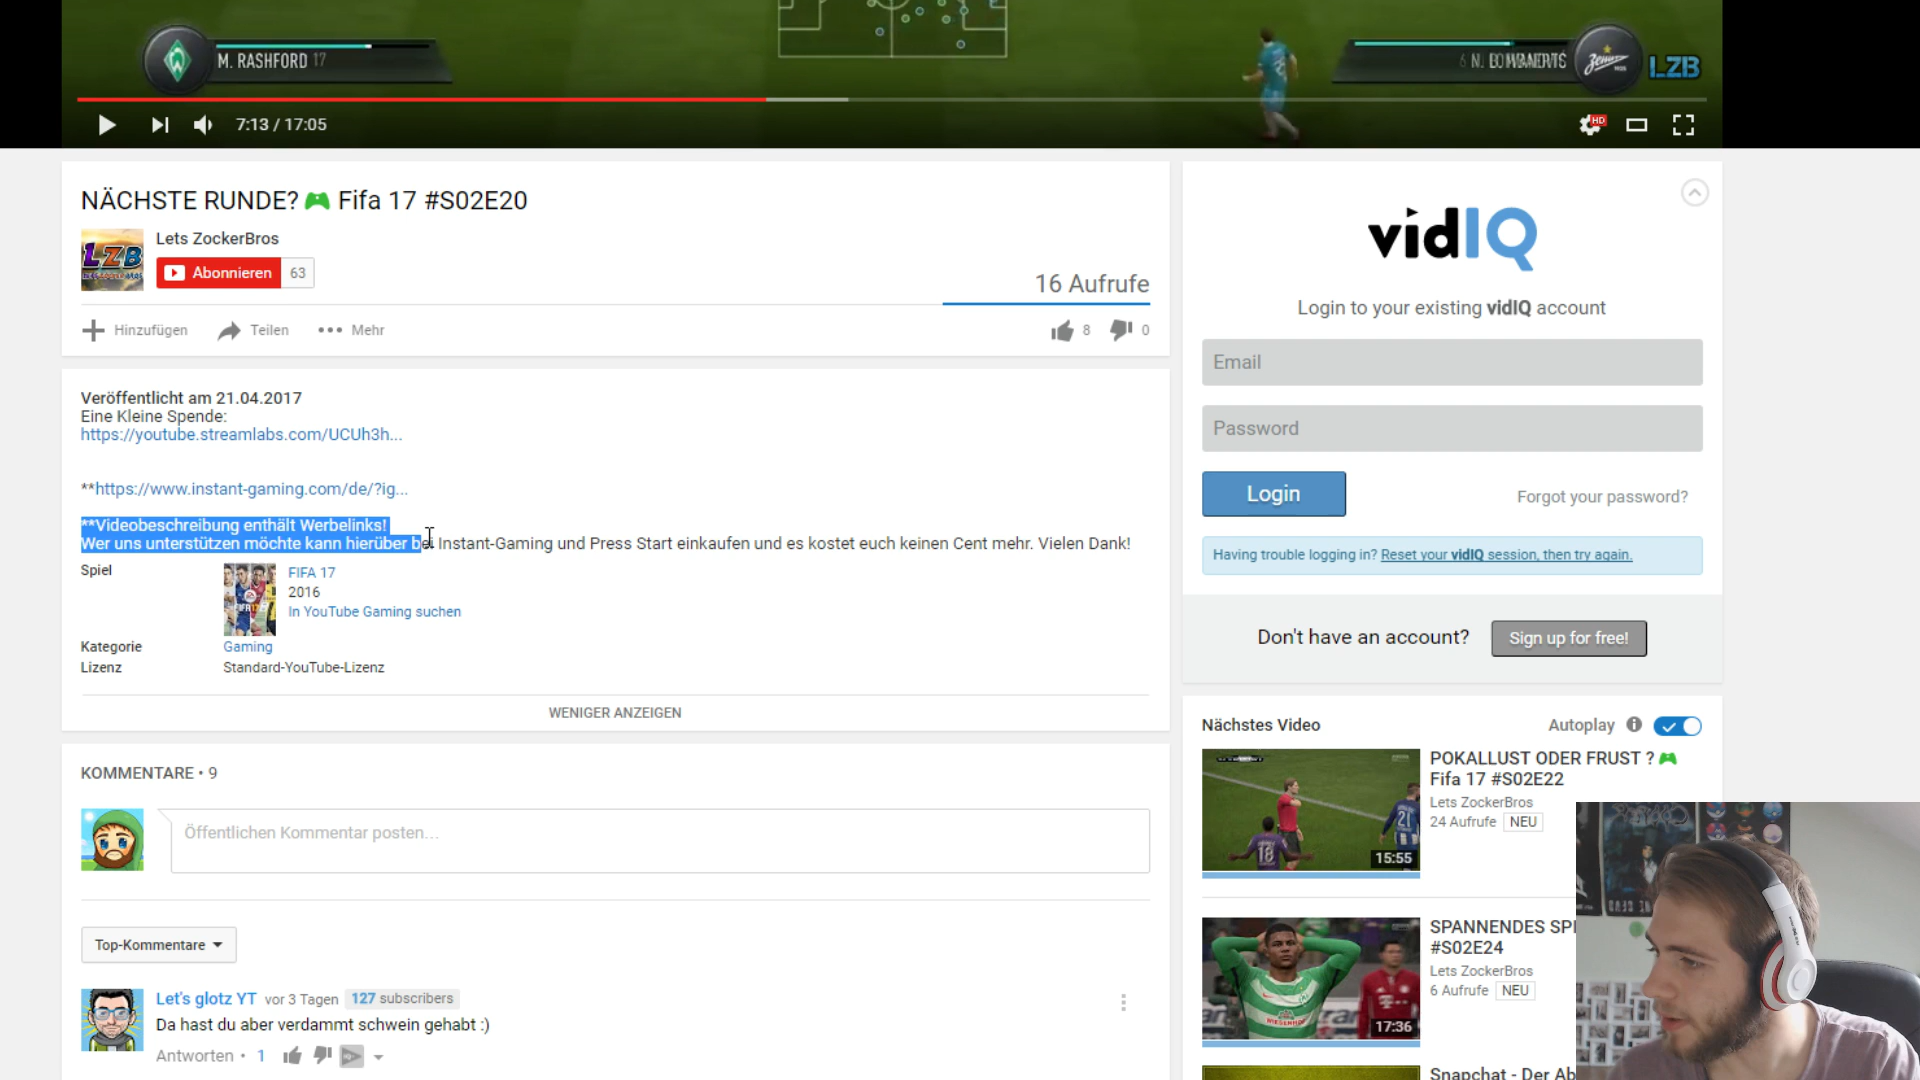 M. RASHFORD 17
6 N.
LZB
7:13 / 17:05
HD
NÄCHSTE RUNDE? 🎮 Fifa 17 #S02E20
LZB
Lets ZockerBros
Abonnieren 63
16 Aufrufe
Hinzufügen Teilen Mehr 8 0
Veröffentlicht am 21.04.2017
Eine Kleine Spende:
https://youtube.streamlabs.com/UCUh3h...
**https://www.instant-gaming.com/de/?ig...
**Videobeschreibung enthält Werbelinks!
Wer uns unterstützen möchte kann hierüber bei Instant-Gaming und Press Start einkaufen und es kostet euch keinen Cent mehr. Vielen Dank!
Spiel
FIFA 17
2016
In YouTube Gaming suchen
Kategorie Gaming
Lizenz Standard-YouTube-Lizenz
WENIGER ANZEIGEN
KOMMENTARE • 9
Öffentlichen Kommentar posten...
Top-Kommentare
Let's glotz YT vor 3 Tagen 127 subscribers
Da hast du aber verdammt schwein gehabt :)
Antworten • 1
vidIQ
Login to your existing vidIQ account
Email
Password
Login Forgot your password?
Having trouble logging in? Reset your vidIQ session, then try again.
Don't have an account? Sign up for free!
Nächstes Video Autoplay
POKALLUST ODER FRUST ? 🎮
Fifa 17 #S02E22
Lets ZockerBros
24 Aufrufe NEU
21
18
15:55
SPANNENDES SP
#S02E24
Lets ZockerBros
6 Aufrufe NEU
WIESENHOF
17:36
Snapchat - Der Ab